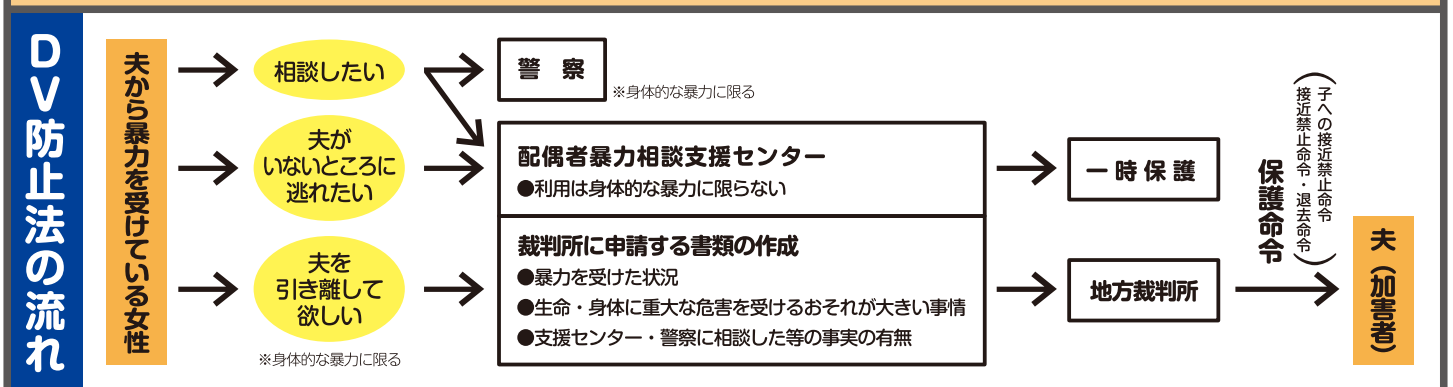 DV防止法の流れ
夫から暴力を受けている女性
相談したい
夫が
いないところに
逃れたい
夫を
引き離して
欲しい
※身体的な暴力に限る
警 察
※身体的な暴力に限る
配偶者暴力相談支援センター
●利用は身体的な暴力に限らない
裁判所に申請する書類の作成
●暴力を受けた状況
●生命・身体に重大な危害を受けるおそれが大きい事情
●支援センター・警察に相談した等の事実の有無
一時保護
地方裁判所
保護命令
(子への接近禁止命令
接近禁止命令・退去命令)
夫(加害者)